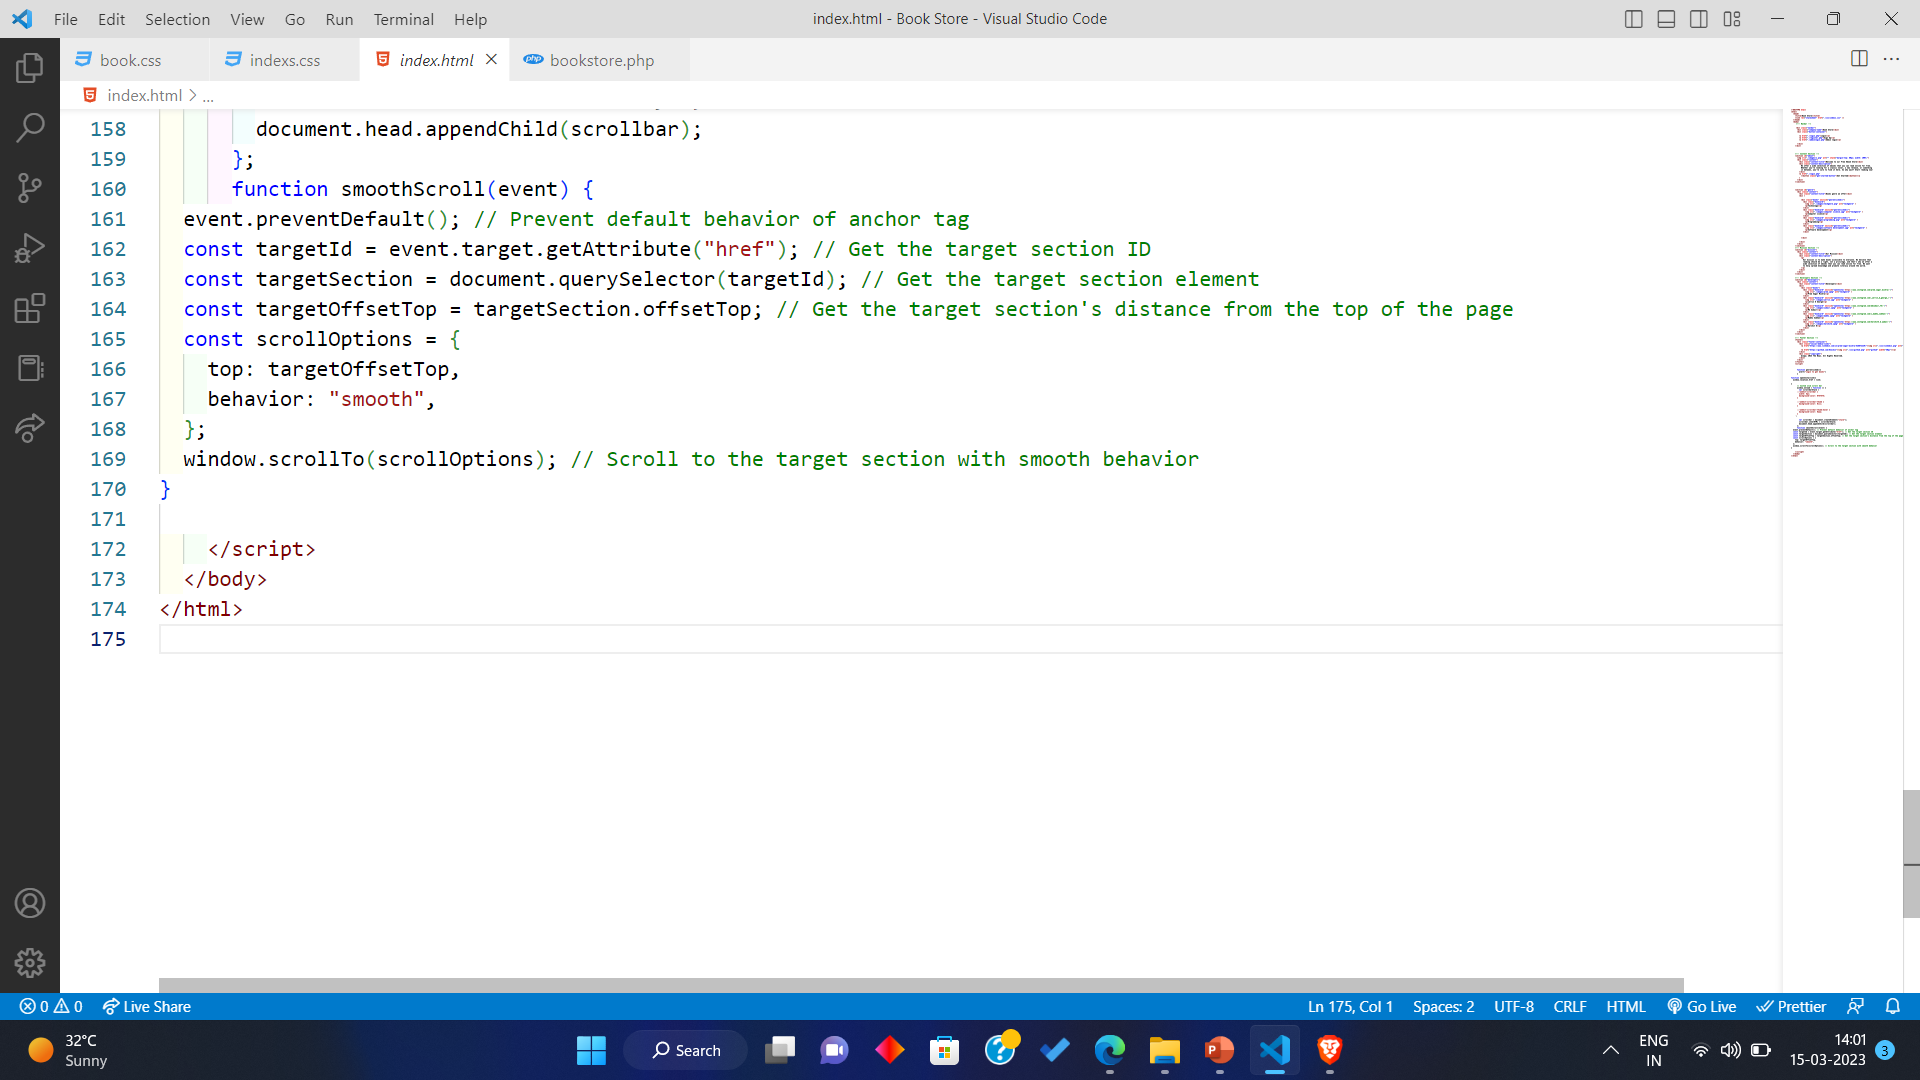 File Edit Selection View Go Run Terminal Help
index.html - Book Store - Visual Studio Code
book.css
indexs.css
index.html
php bookstore.php
index.html > ...
158 document.head.appendChild(scrollbar);
159 };
160 function smoothScroll(event) {
161 event.preventDefault(); // Prevent default behavior of anchor tag
162 const targetId = event.target.getAttribute("href"); // Get the target section ID
163 const targetSection = document.querySelector(targetId); // Get the target section element
164 const targetOffsetTop = targetSection.offsetTop; // Get the target section's distance from the top of the page
165 const scrollOptions = {
166 top: targetOffsetTop,
167 behavior: "smooth",
168 };
169 window.scrollTo(scrollOptions); // Scroll to the target section with smooth behavior
170 }
171
172 </script>
173 </body>
174 </html>
175
0 0 Live Share
Ln 175, Col 1 Spaces: 2 UTF-8 CRLF HTML Go Live Prettier
32°C
Sunny
Search
ENG
IN
14:01
15-03-2023
3